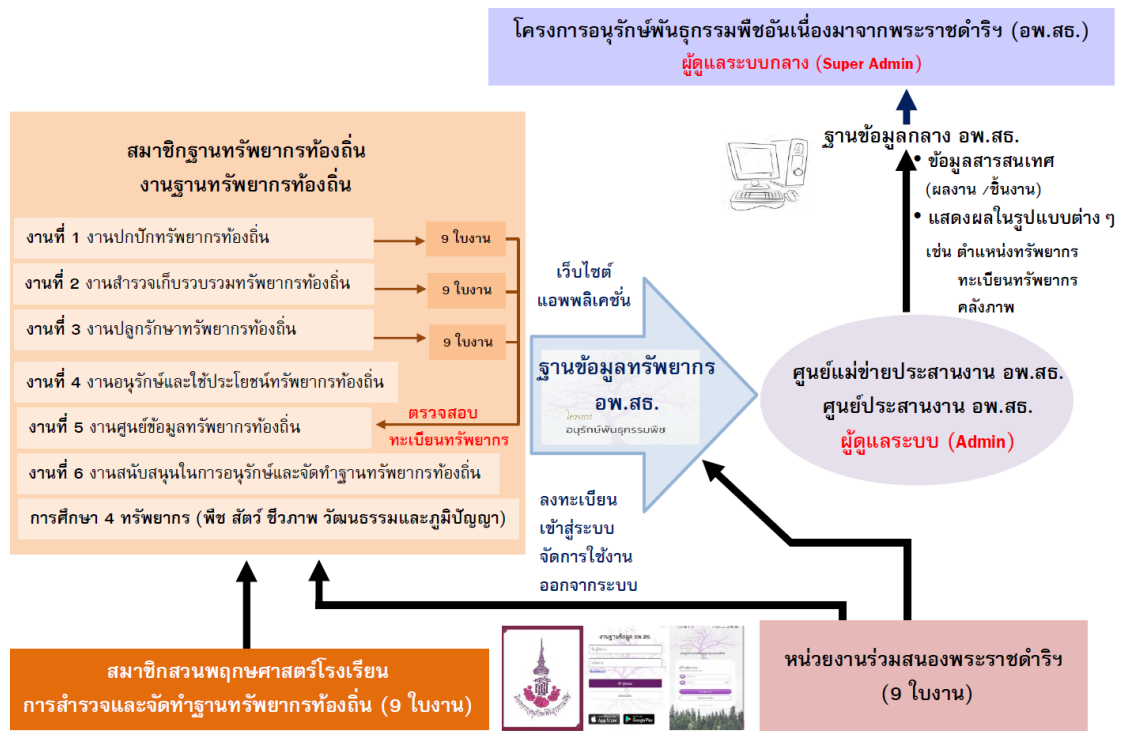 โครงการอนุรักษ์พันธุกรรมพืชอันเนื่องมาจากพระราชดำริฯ (อพ.สธ.)
ผู้ดูแลระบบกลาง (Super Admin)
ฐานข้อมูลกลาง อพ.สธ.
• ข้อมูลสารสนเทศ
(ผลงาน /ชิ้นงาน)
• แสดงผลในรูปแบบต่าง ๆ
เช่น ตำแหน่งทรัพยากร
ทะเบียนทรัพยากร
คลังภาพ
สมาชิกฐานทรัพยากรท้องถิ่น
งานฐานทรัพยากรท้องถิ่น
งานที่ 1 งานปกปักทรัพยากรท้องถิ่น
9 ใบงาน
งานที่ 2 งานสำรวจเก็บรวบรวมทรัพยากรท้องถิ่น
9 ใบงาน
งานที่ 3 งานปลูกรักษาทรัพยากรท้องถิ่น
9 ใบงาน
งานที่ 4 งานอนุรักษ์และใช้ประโยชน์ทรัพยากรท้องถิ่น
งานที่ 5 งานศูนย์ข้อมูลทรัพยากรท้องถิ่น
ตรวจสอบ
ทะเบียนทรัพยากร
งานที่ 6 งานสนับสนุนในการอนุรักษ์และจัดทำฐานทรัพยากรท้องถิ่น
การศึกษา 4 ทรัพยากร (พืช สัตว์ ชีวภาพ วัฒนธรรมและภูมิปัญญา)
เว็บไซต์
แอพพลิเคชั่น
ฐานข้อมูลทรัพยากร
อพ.สธ.
โครงการ
อนุรักษ์พันธุกรรมพืช
ลงทะเบียน
เข้าสู่ระบบ
จัดการใช้งาน
ออกจากระบบ
ศูนย์แม่ข่ายประสานงาน อพ.สธ.
ศูนย์ประสานงาน อพ.สธ.
ผู้ดูแลระบบ (Admin)
สมาชิกสวนพฤกษศาสตร์โรงเรียน
การสำรวจและจัดทำฐานทรัพยากรท้องถิ่น (9 ใบงาน)
งานฐานข้อมูล อพ.สธ.
App Store
Google Play
หน่วยงานร่วมสนองพระราชดำริฯ
(9 ใบงาน)